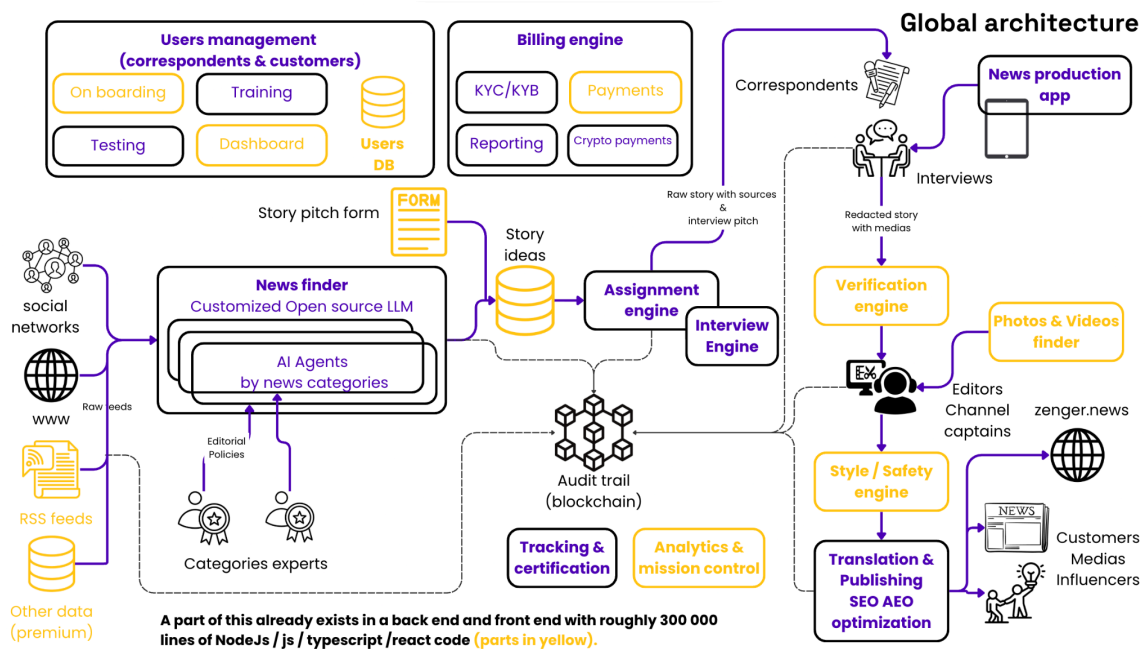 Global architecture
Users management
(correspondents & customers)
On boarding
Training
Testing
Dashboard
Users
DB
Billing engine
KYC/KYB
Payments
Reporting
Crypto payments
Correspondents
News production
app
Interviews
Raw story with sources
&
interview pitch
Redacted story
with medias
Story pitch form
FORM
Story
ideas
social
networks
www
Raw feeds
RSS feeds
Other data
(premium)
News finder
Customized Open source LLM
AI Agents
by news categories
Editorial
Policies
Categories experts
Assignment
engine
Interview
Engine
Verification
engine
Photos & Videos
finder
Editors
Channel
captains
Audit trail
(blockchain)
Style / Safety
engine
zenger.news
NEWS
Customers
Medias
Influencers
Tracking &
certification
Analytics &
mission control
Translation &
Publishing
SEO AEO
optimization
A part of this already exists in a back end and front end with roughly 300 000
lines of NodeJs / js / typescript /react code (parts in yellow).